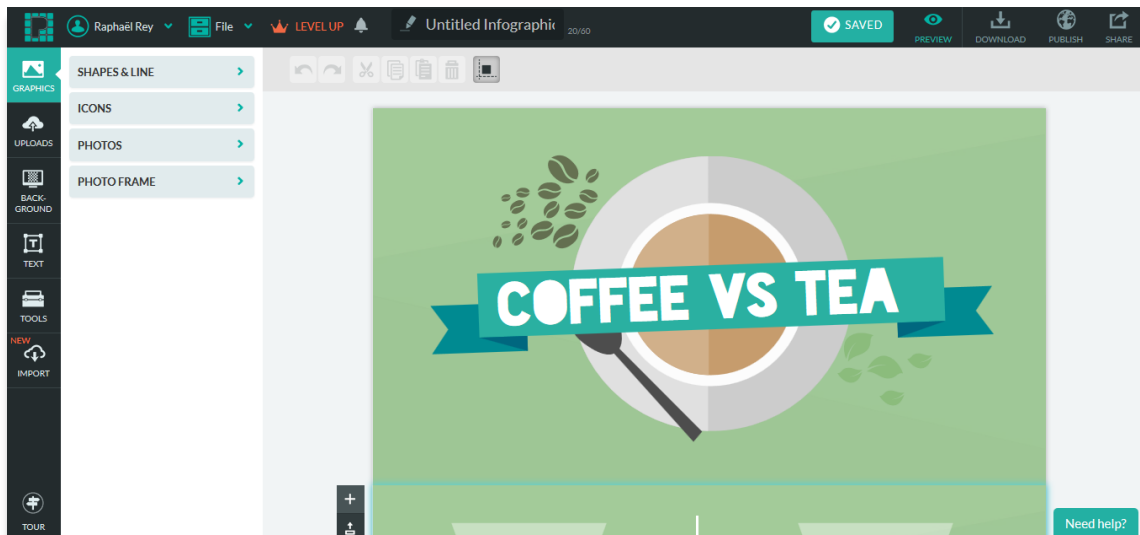 Raphaël Rey File LEVEL UP Untitled Infographic 20/60 SAVED PREVIEW DOWNLOAD PUBLISH SHARE
GRAPHICS
UPLOADS
BACK-
GROUND
TEXT
TOOLS
NEW
IMPORT
TOUR
SHAPES & LINE
ICONS
PHOTOS
PHOTO FRAME
COFFEE VS TEA
Need help?